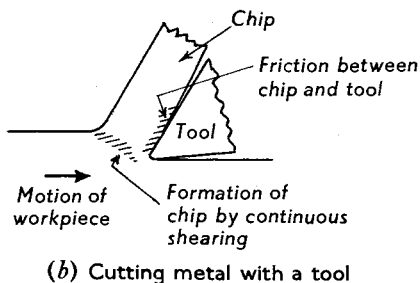 Chip
Friction between
chip and tool
Tool
Motion of
workpiece
Formation of
chip by continuous
shearing
(b) Cutting metal with a tool